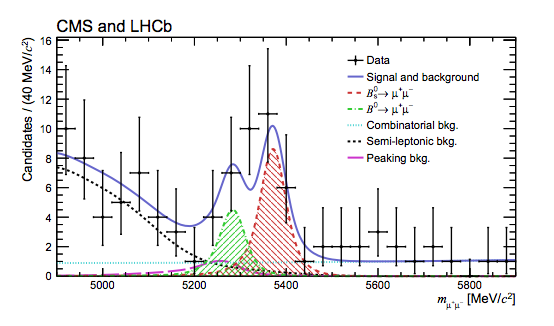 CMS and LHCb
Candidates / (40 MeV/c²)
16
14
12
10
8
6
4
2
0
Data
Signal and background
B⁰ₛ→ μ⁺μ⁻
B⁰→ μ⁺μ⁻
Combinatorial bkg.
Semi-leptonic bkg.
Peaking bkg.
5000 5200 5400 5600 5800
m_μ⁺μ⁻ [MeV/c²]